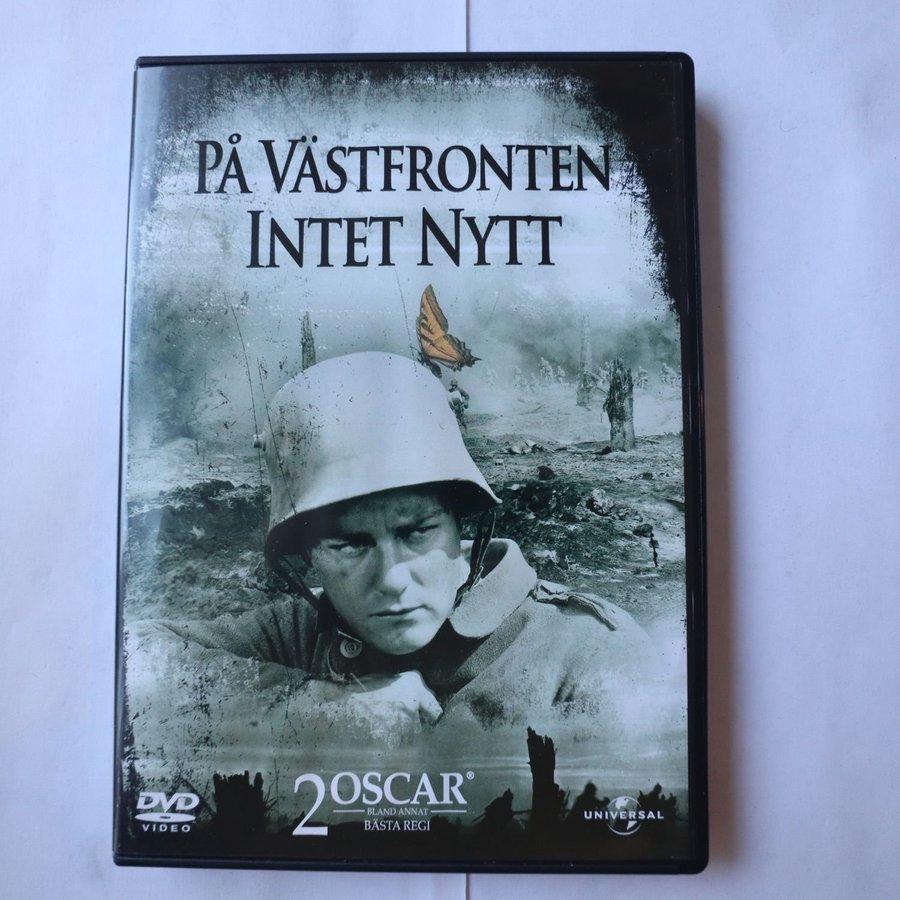 PÅ VÄSTFRONTEN
INTET NYTT
2 OSCAR®
BLAND ANNAT
BÄSTA REGI
DVD
VIDEO
UNIVERSAL